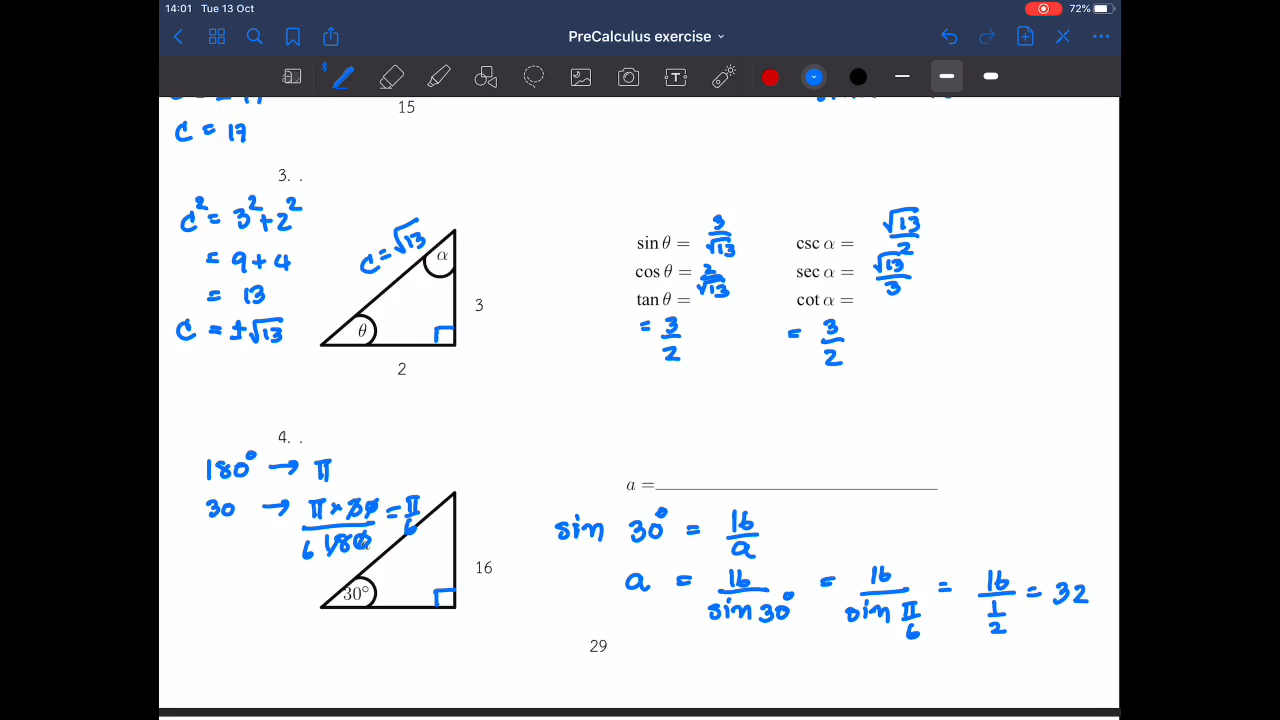 14:01 Tue 13 Oct 72%
PreCalculus exercise
15
C = 17
3. .
C² = 3² + 2²
= 9 + 4
= 13
C = ±√13
C = √13
α
θ
3
2
sin θ = 3/√13
cos θ = 2/√13
tan θ =
= 3/2
csc α = √13/2
sec α = √13/3
cot α =
= 3/2
4. .
180° → π
30 → π × 30/180 = π/6
6
30°
16
a =
sin 30° = 16/a
a = 16/sin 30° = 16/sin π/6 = 16/1/2 = 32
29